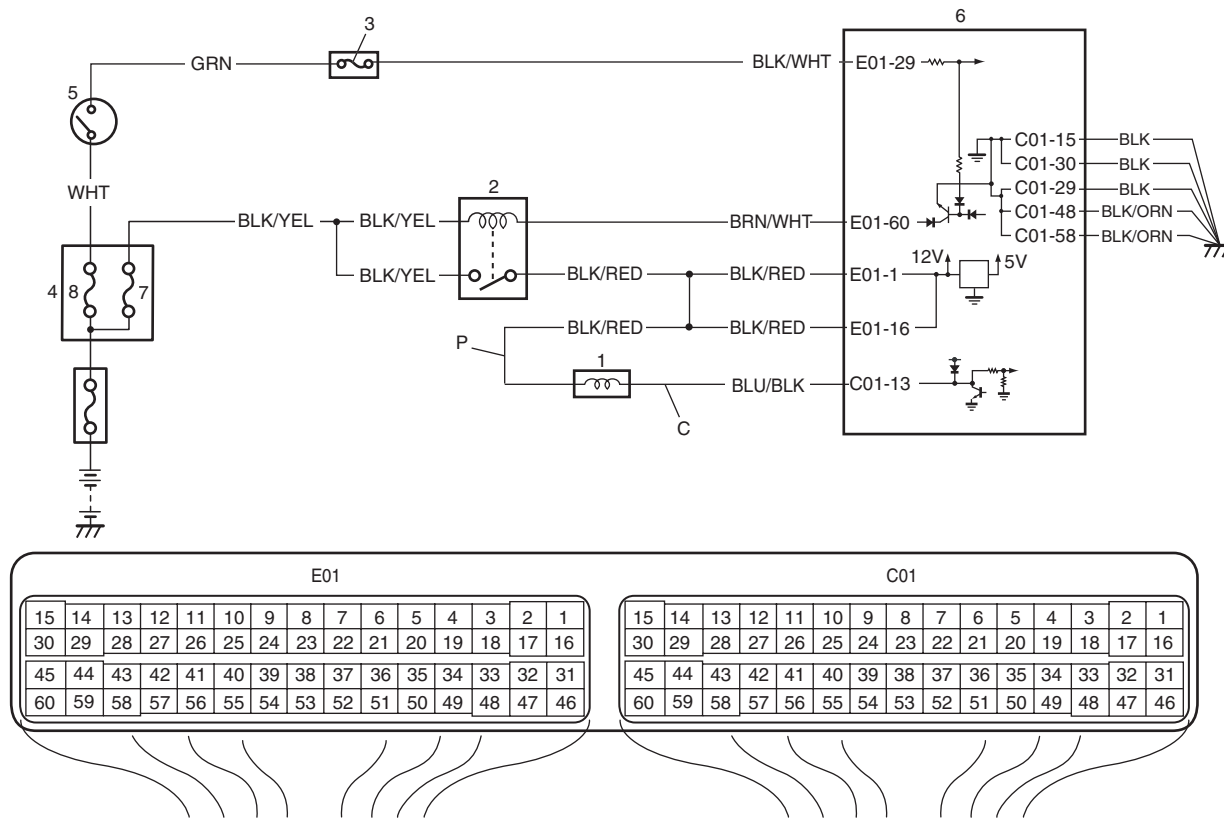 6
3
GRN
BLK/WHT
E01-29
5
C01-15
BLK
C01-30
BLK
WHT
2
C01-29
BLK
BLK/YEL
BLK/YEL
BRN/WHT
E01-60
C01-48
BLK/ORN
C01-58
BLK/ORN
12V
5V
BLK/YEL
BLK/RED
BLK/RED
E01-1
4
8
7
BLK/RED
BLK/RED
E01-16
P
1
BLU/BLK
C01-13
C
E01
C01
15 14 13 12 11 10 9 8 7 6 5 4 3 2 1
30 29 28 27 26 25 24 23 22 21 20 19 18 17 16
45 44 43 42 41 40 39 38 37 36 35 34 33 32 31
60 59 58 57 56 55 54 53 52 51 50 49 48 47 46
15 14 13 12 11 10 9 8 7 6 5 4 3 2 1
30 29 28 27 26 25 24 23 22 21 20 19 18 17 16
45 44 43 42 41 40 39 38 37 36 35 34 33 32 31
60 59 58 57 56 55 54 53 52 51 50 49 48 47 46